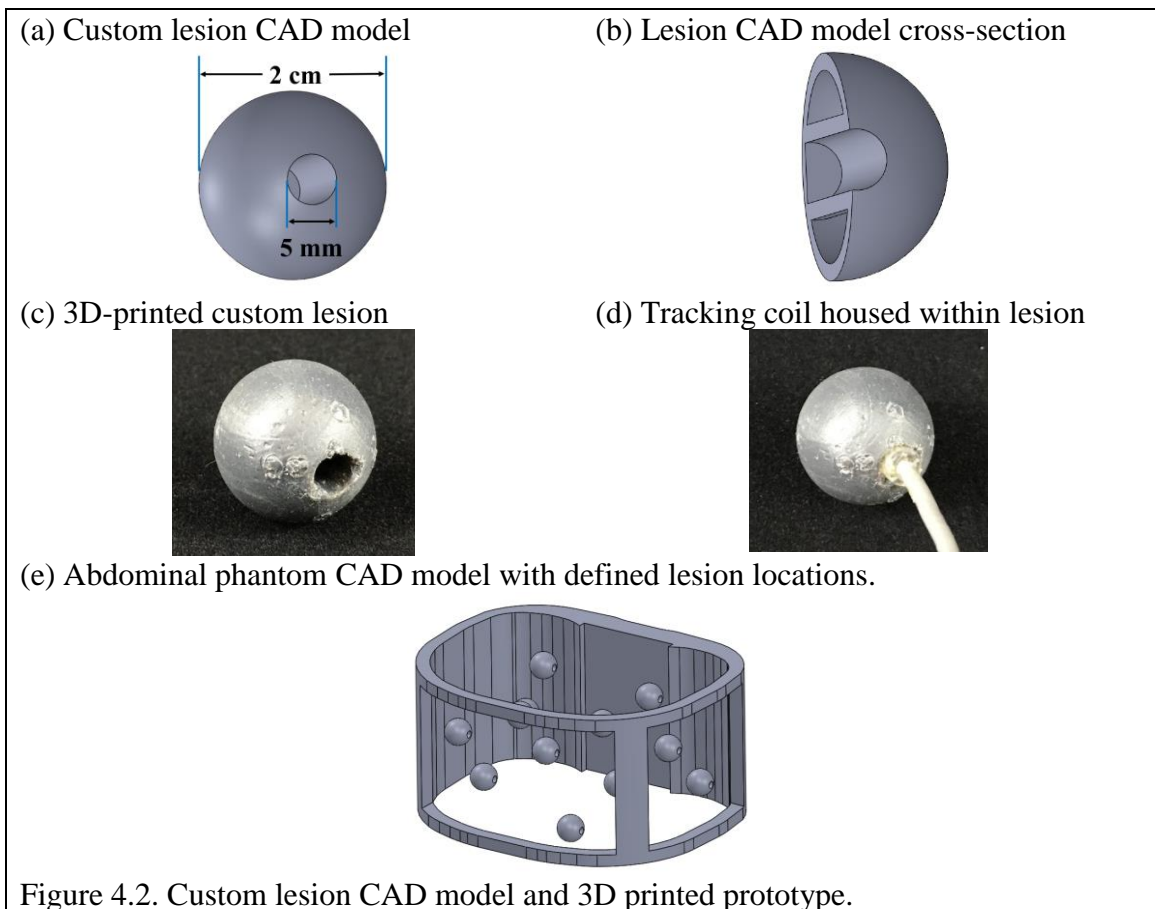 (a) Custom lesion CAD model
(b) Lesion CAD model cross-section
2 cm
5 mm
(c) 3D-printed custom lesion
(d) Tracking coil housed within lesion
(e) Abdominal phantom CAD model with defined lesion locations.
Figure 4.2. Custom lesion CAD model and 3D printed prototype.